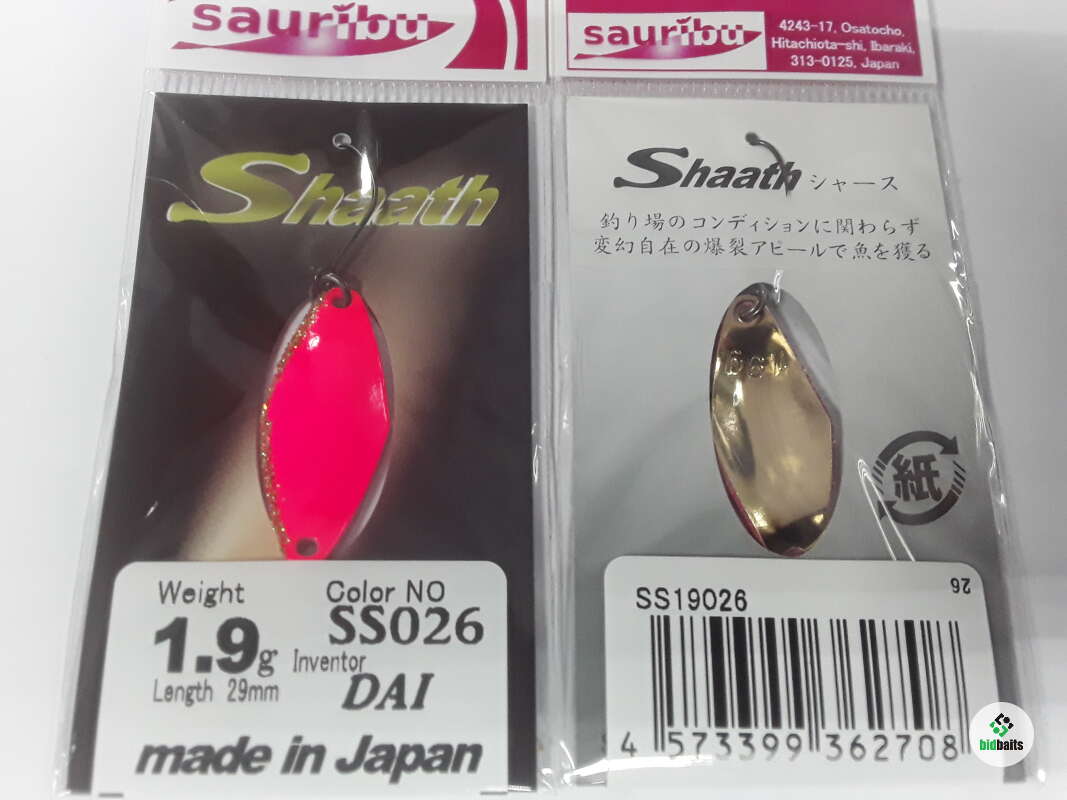 sauribu
Shaath
Weight
1.9g
Length 29mm
Color NO
SS026
Inventor
DAI
made in Japan
sauribu
4243-17, Osatocho,
Hitachiota-shi, Ibaraki,
313-0125, Japan
Shaath シャース
釣り場のコンディションに関わらず
変幻自在の爆裂アピールで魚を獲る
紙
SS19026
26
4 573399 362708
bidbaits